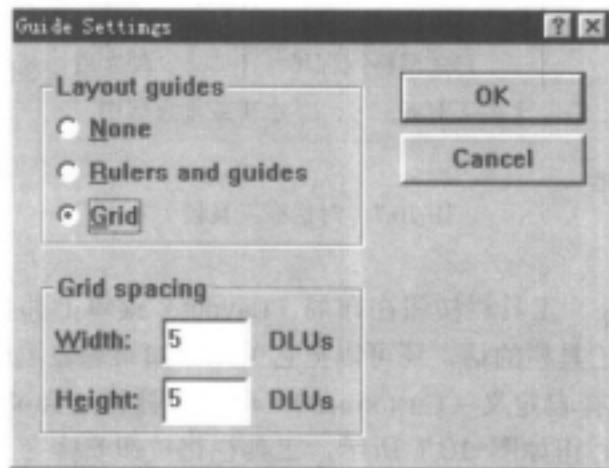 Guide Settings
Layout guides
None
Rulers and guides
Grid
OK
Cancel
Grid spacing
Width: 5 DLUs
Height: 5 DLUs